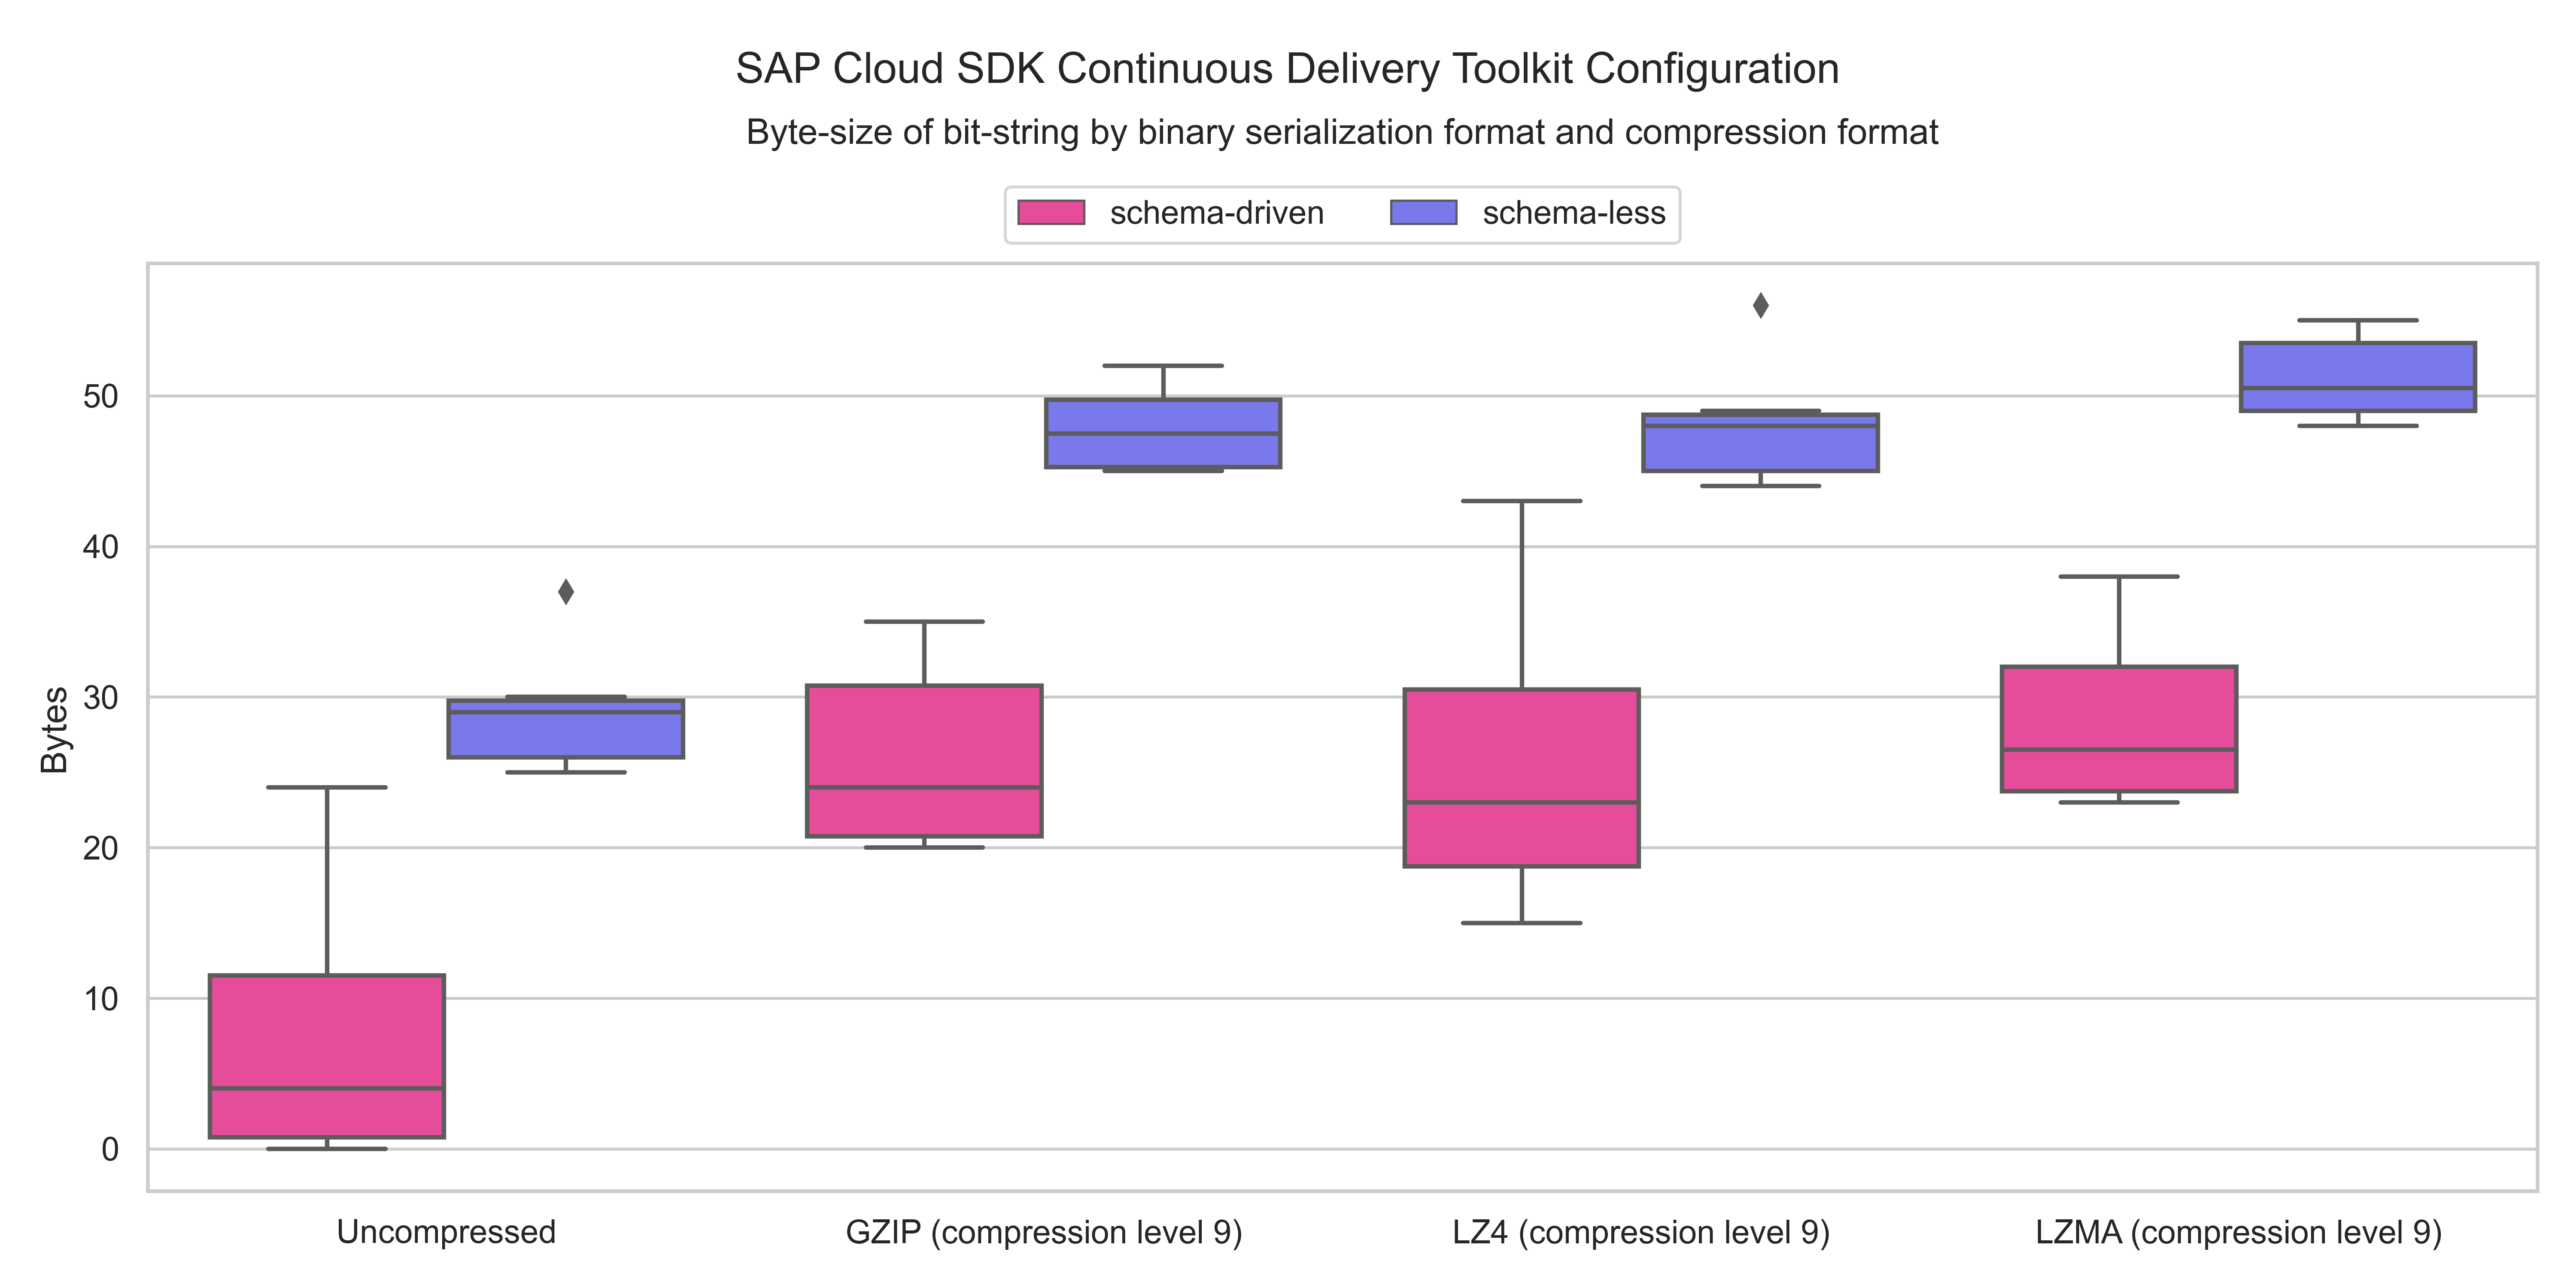 SAP Cloud SDK Continuous Delivery Toolkit Configuration
Byte-size of bit-string by binary serialization format and compression format
schema-driven schema-less
Bytes
50
40
30
20
10
0
Uncompressed GZIP (compression level 9) LZ4 (compression level 9) LZMA (compression level 9)